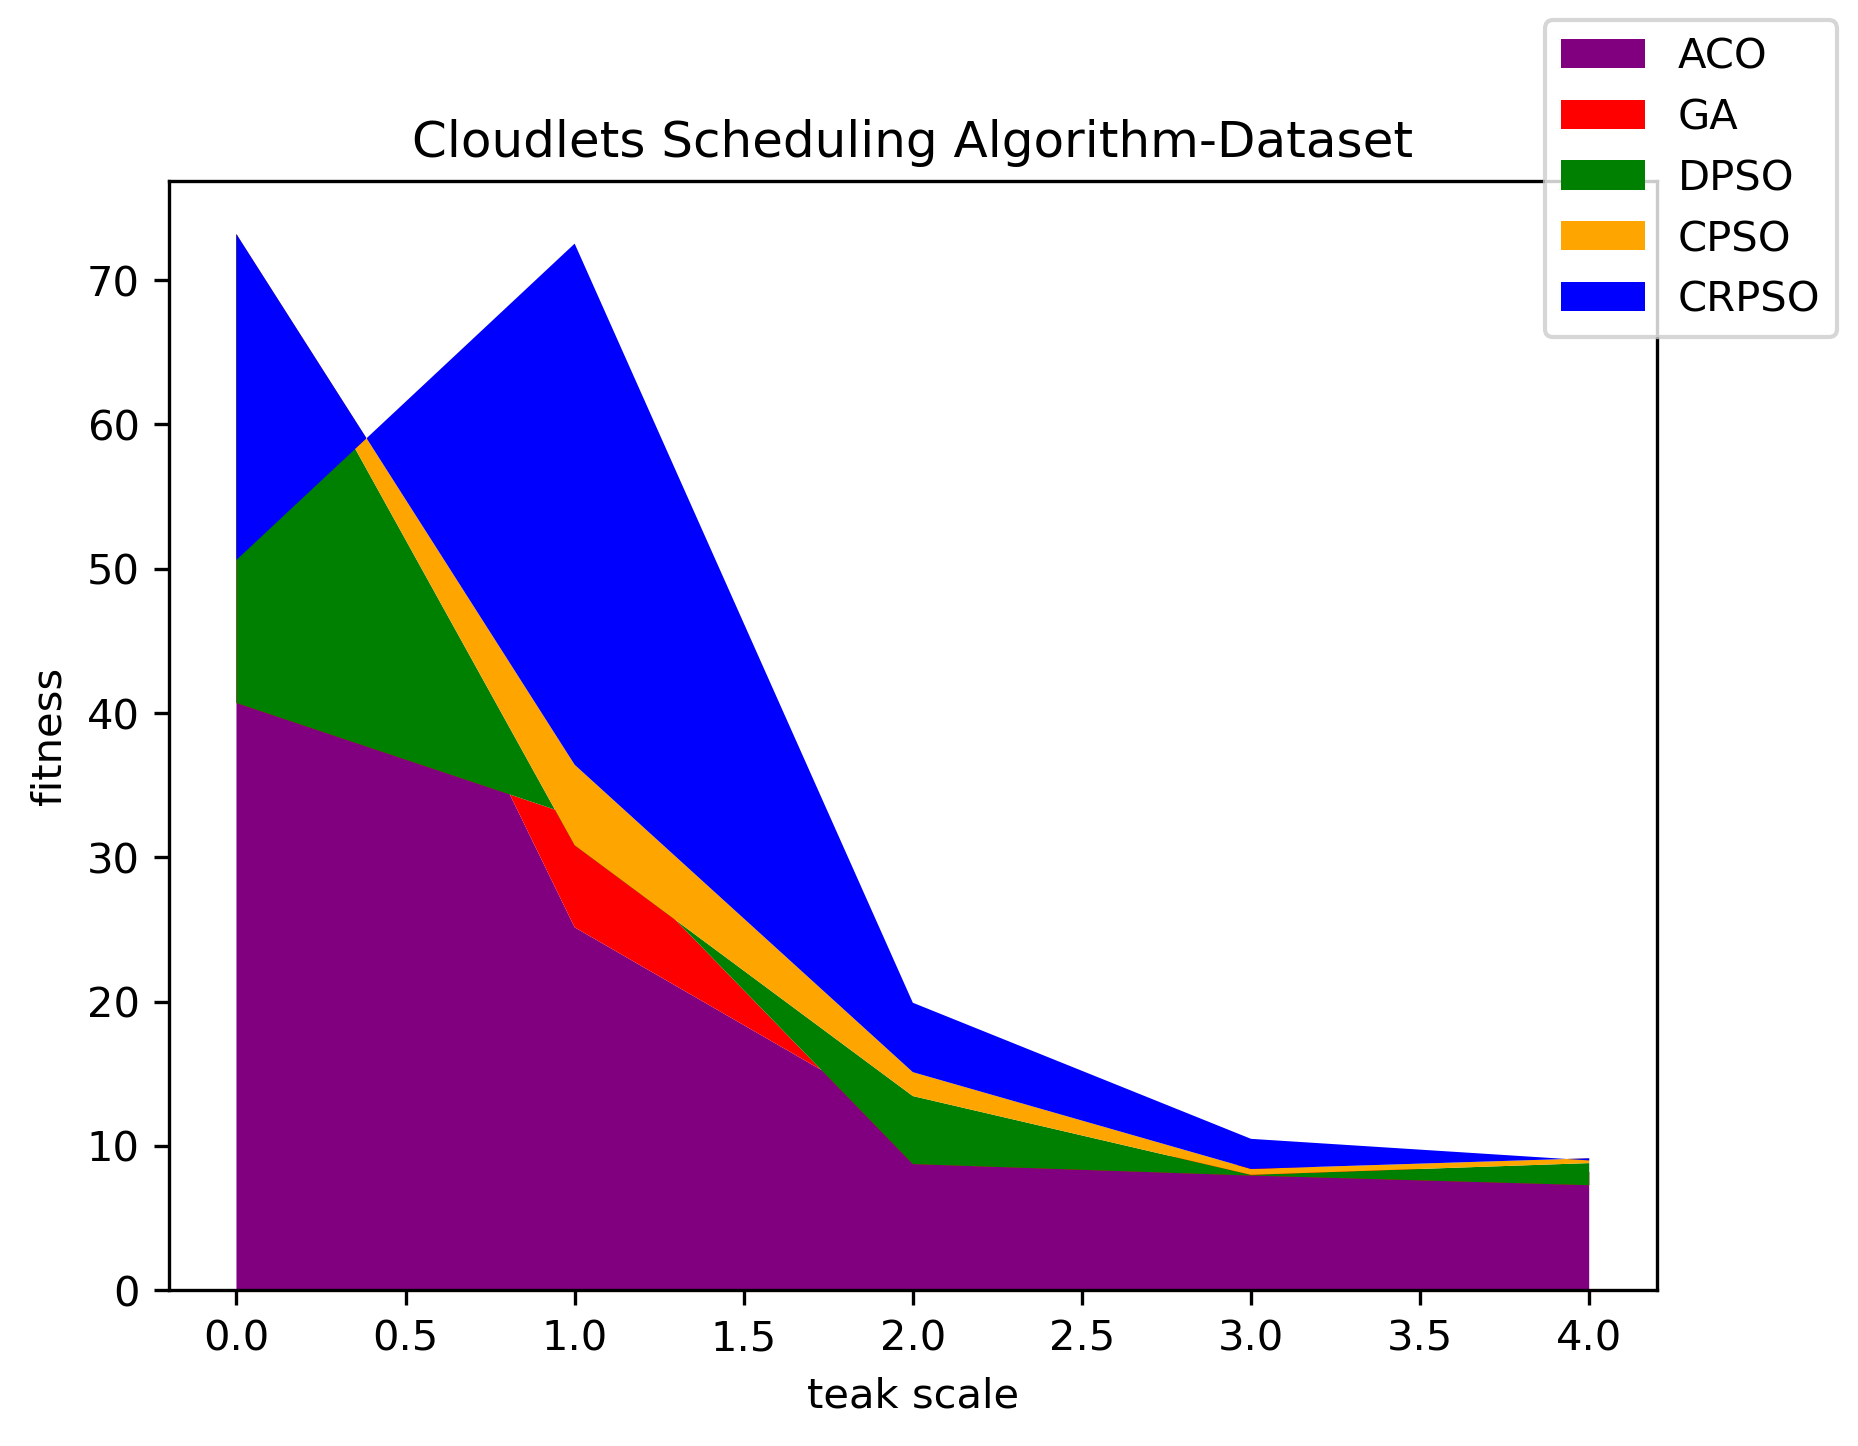 ACO
GA
DPSO
CPSO
CRPSO
Cloudlets Scheduling Algorithm-Dataset
70
60
50
40
30
20
10
0
fitness
0.0 0.5 1.0 1.5 2.0 2.5 3.0 3.5 4.0
teak scale